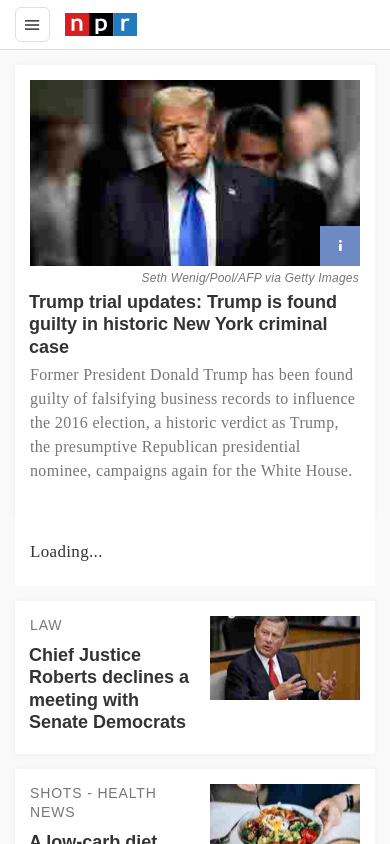 npr
i
Seth Wenig/Pool/AFP via Getty Images
Trump trial updates: Trump is found
guilty in historic New York criminal
case
Former President Donald Trump has been found
guilty of falsifying business records to influence
the 2016 election, a historic verdict as Trump,
the presumptive Republican presidential
nominee, campaigns again for the White House.
Loading...
LAW
Chief Justice
Roberts declines a
meeting with
Senate Democrats
SHOTS - HEALTH
NEWS
A low-carb diet